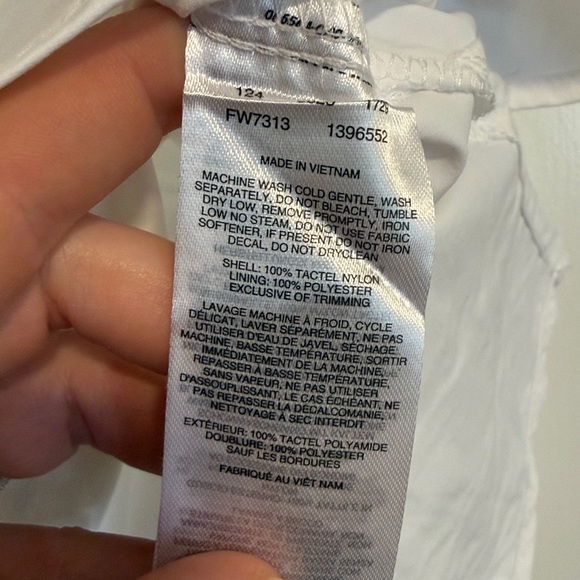 124 1725
FW7313 1396552
MADE IN VIETNAM
MACHINE WASH COLD GENTLE, WASH
SEPARATELY, DO NOT BLEACH, TUMBLE
DRY LOW, REMOVE PROMPTLY, IRON
LOW NO STEAM, DO NOT USE FABRIC
SOFTENER, IF PRESENT DO NOT IRON
DECAL, DO NOT DRYCLEAN
SHELL: 100% TACTEL NYLON
LINING: 100% POLYESTER
EXCLUSIVE OF TRIMMING
LAVAGE MACHINE À FROID, CYCLE
DÉLICAT, LAVER SÉPARÉMENT, NE PAS
UTILISER D'EAU DE JAVEL, SÉCHAGE
MACHINE, BASSE TEMPÉRATURE, SORTIR
IMMÉDIATEMENT DE LA MACHINE,
REPASSER À BASSE TEMPÉRATURE
SANS VAPEUR, NE PAS UTILISER
D'ASSOUPLISSANT, LE CAS ÉCHÉANT, NE
PAS REPASSER LA DÉCALCOMANIE,
NETTOYAGE À SEC INTERDIT
EXTÉRIEUR: 100% TACTEL POLYAMIDE
DOUBLURE: 100% POLYESTER
SAUF LES BORDURES
FABRIQUÉ AU VIÊT NAM